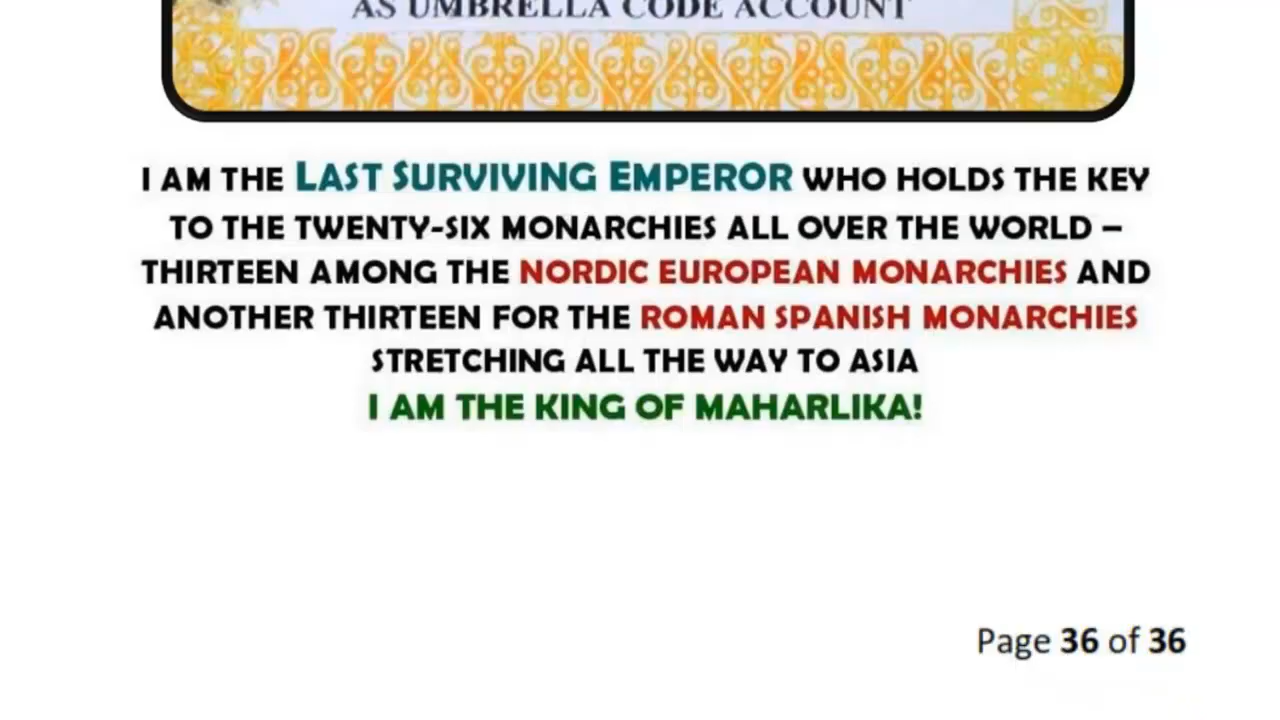 AS UMBRELLA CODE ACCOUNT
I AM THE LAST SURVIVING EMPEROR WHO HOLDS THE KEY
TO THE TWENTY-SIX MONARCHIES ALL OVER THE WORLD –
THIRTEEN AMONG THE NORDIC EUROPEAN MONARCHIES AND
ANOTHER THIRTEEN FOR THE ROMAN SPANISH MONARCHIES
STRETCHING ALL THE WAY TO ASIA
I AM THE KING OF MAHARLIKA!
Page 36 of 36